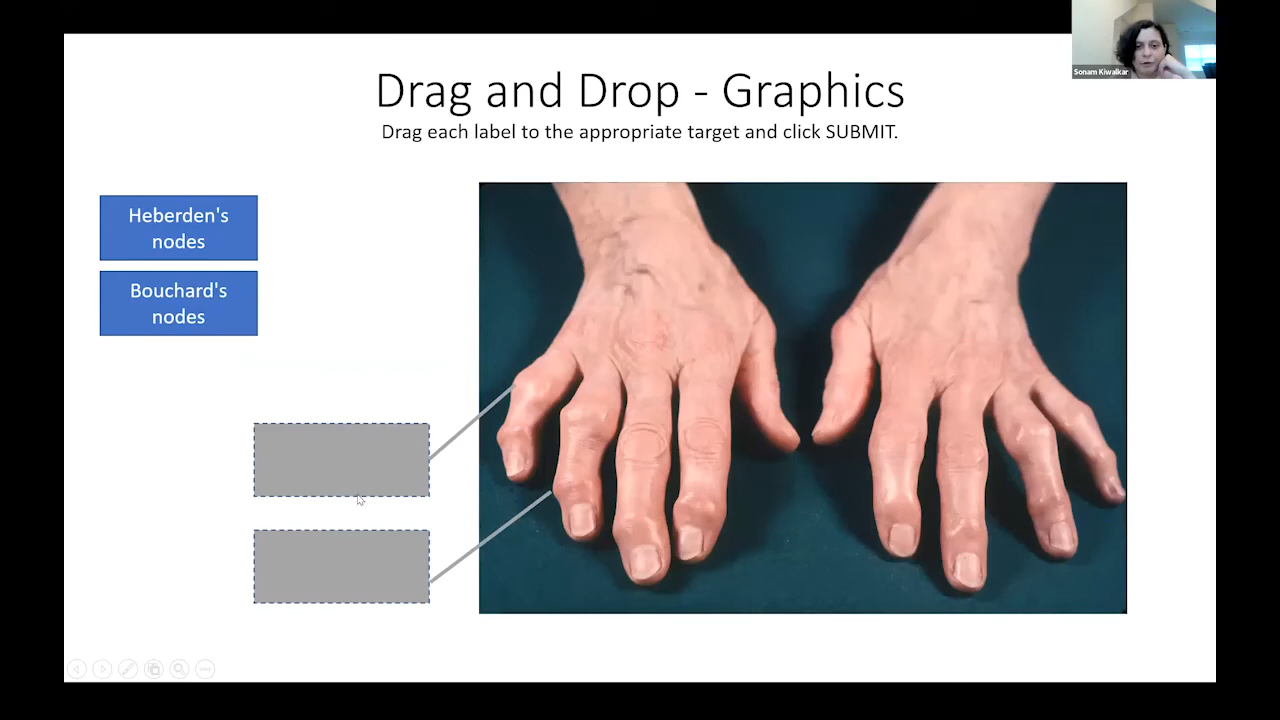 Sonam Kiwalkar
Drag and Drop - Graphics
Drag each label to the appropriate target and click SUBMIT.
Heberden's
nodes
Bouchard's
nodes